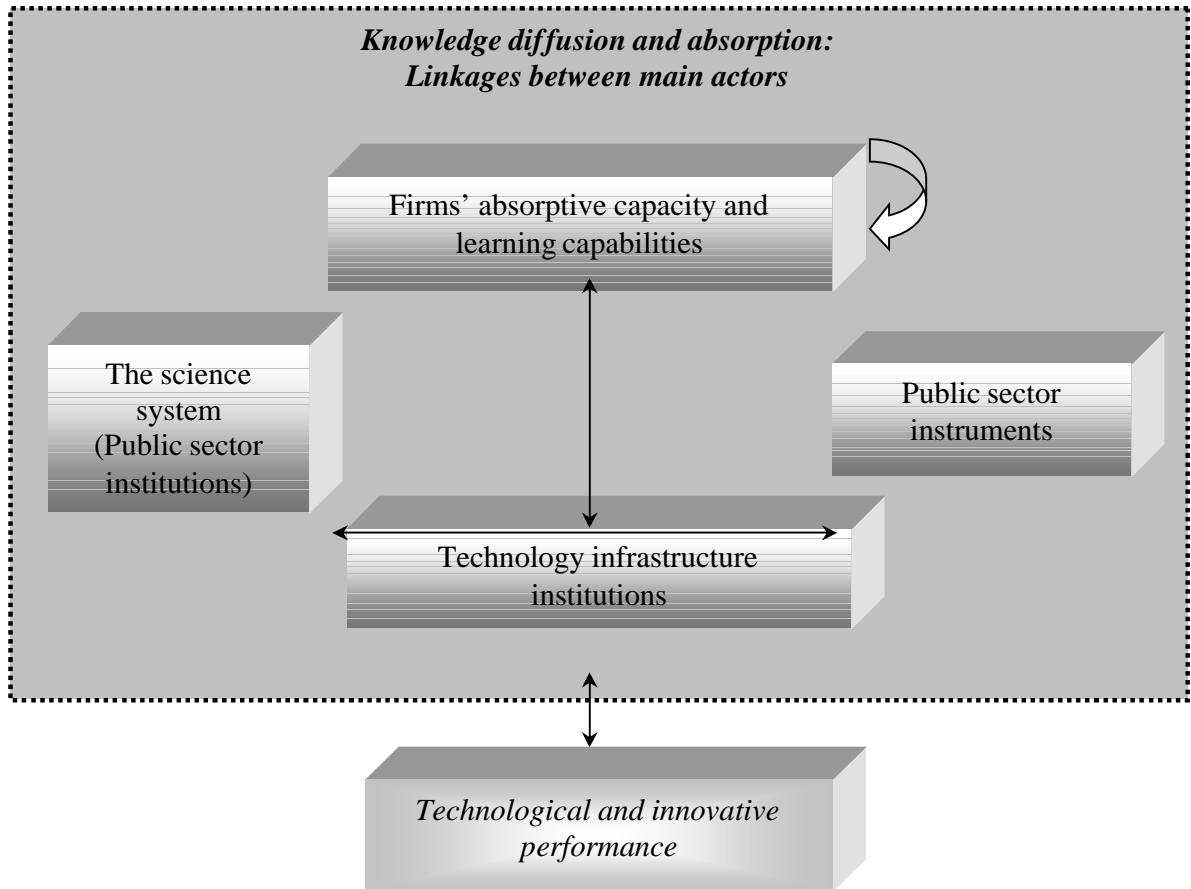 Knowledge diffusion and absorption:
Linkages between main actors
Firms’ absorptive capacity and
learning capabilities
The science
system
(Public sector
institutions)
Public sector
instruments
Technology infrastructure
institutions
Technological and innovative
performance